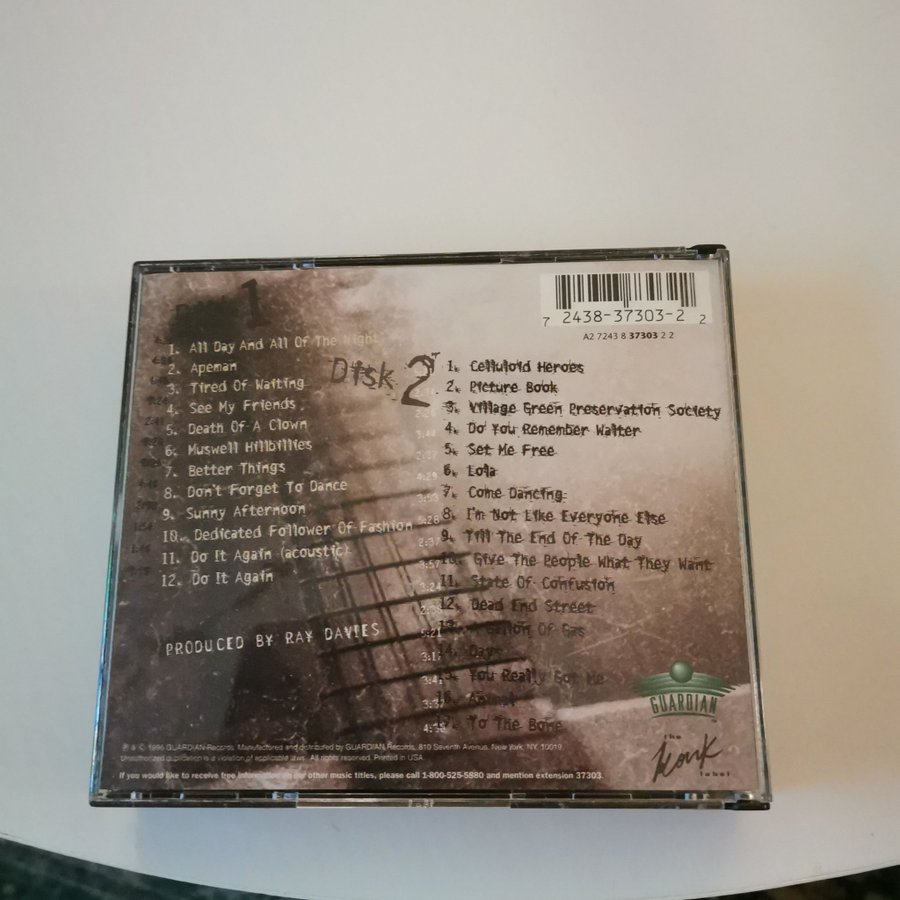 1
1. All Day And All Of The Night
2. Apeman
3. Tired Of Waiting
4. See My Friends
5. Death Of A Clown
6. Muswell Hillbillies
7. Better Things
8. Don't Forget To Dance
9. Sunny Afternoon
10. Dedicated Follower Of Fashion
11. Do It Again (acoustic)
12. Do It Again
PRODUCED BY RAY DAVIES
Disk 2
1. Celluloid Heroes
2. Picture Book
3. Village Green Preservation Society
4. Do You Remember Walter
5. Set Me Free
6. Lola
7. Come Dancing
8. I'm Not Like Everyone Else
9. Till The End Of The Day
10. Give The People What They Want
11. State Of Confusion
12. Dead End Street
13. A Gallon Of Gas
14. Days
15. You Really Got Me
16.
17. To The Bone
7 2438-37303-2 2
A2 7243 8 37303 2 2
GUARDIAN
the
Konk
label
℗ & © 1996 GUARDIAN Records. Manufactured and distributed by GUARDIAN Records, 810 Seventh Avenue, New York, NY, 10019.
Unauthorized duplication is a violation of applicable laws. All rights reserved. Printed in USA.
If you would like to receive free information on our other music titles, please call 1-800-525-5880 and mention extension 37303.